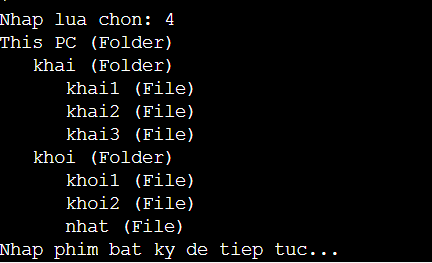 Nhap lua chon: 4
This PC (Folder)
khai (Folder)
khai1 (File)
khai2 (File)
khai3 (File)
khoi (Folder)
khoi1 (File)
khoi2 (File)
nhat (File)
Nhap phim bat ky de tiep tuc...